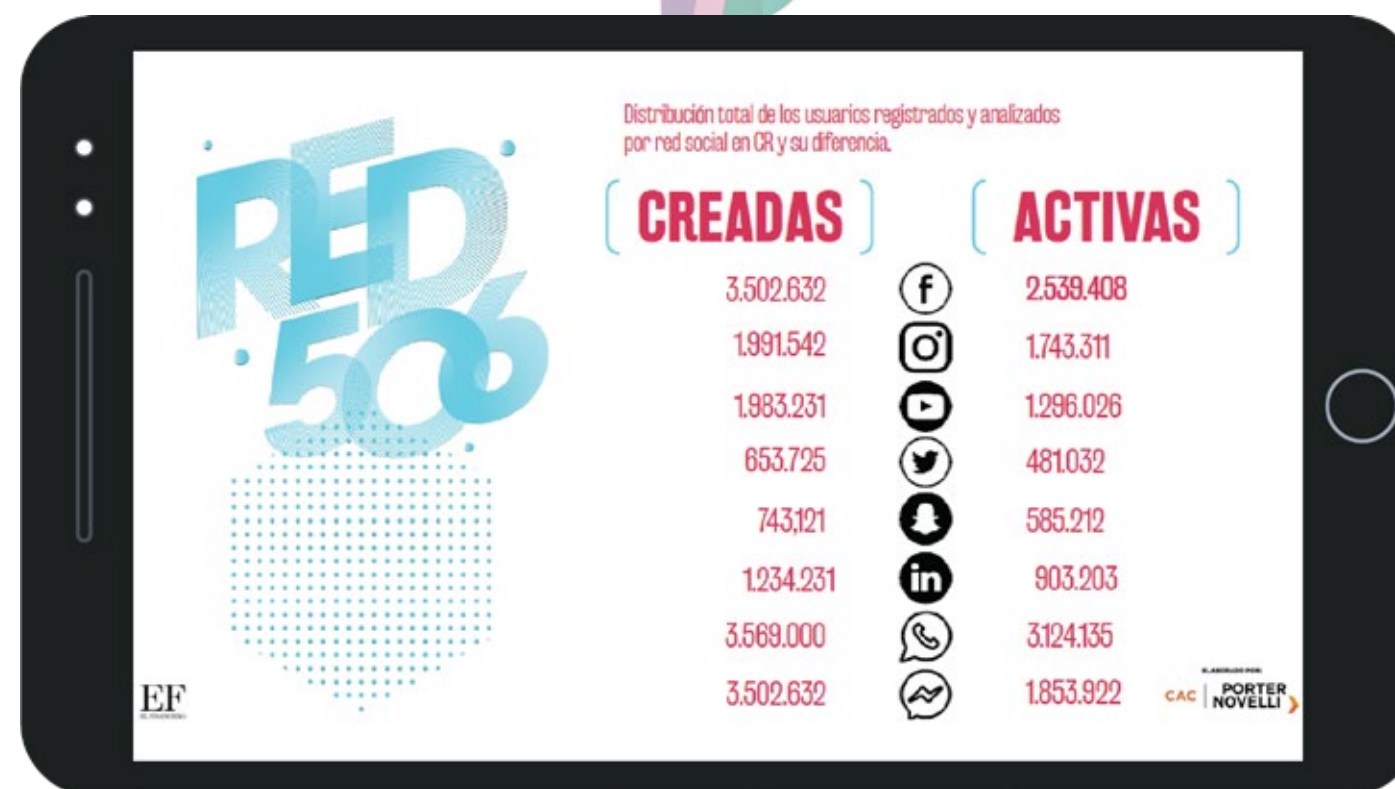 RED
506
Distribución total de los usuarios registrados y analizados
por red social en CR y su diferencia.
CREADAS ACTIVAS
3.502.632 2.539.408
1.991.542 1.743.311
1.983.231 1.296.026
653.725 481.032
743,121 585.212
1.234.231 in 903.203
3.569.000 3.124.135
3.502.632 1.853.922
EF
EL FINANCIERO
ELABORADO POR:
CAC PORTER
NOVELLI